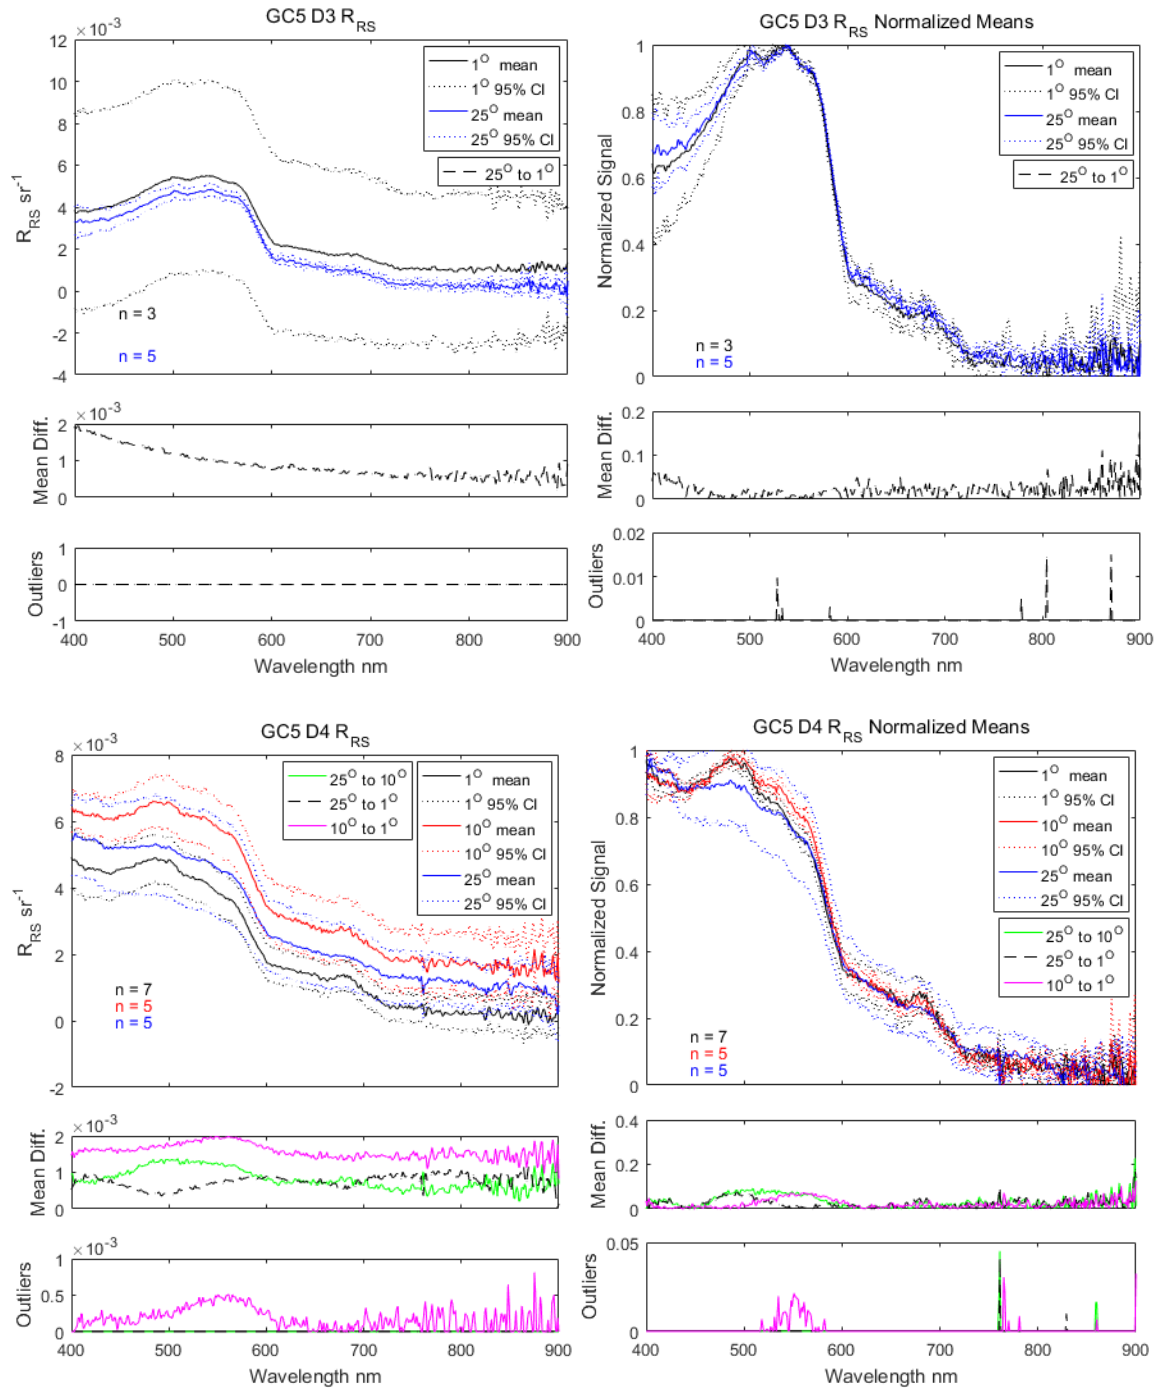 GC5 D3 R_RS
×10^-3
12
10
8
6
4
2
0
-2
-4
R_RS sr^-1
1^O mean
1^O 95% CI
25^O mean
25^O 95% CI
25^O to 1^O
n = 3
n = 5
×10^-3
2
1
0
Mean Diff.
1
0
-1
Outliers
400 500 600 700 800 900
Wavelength nm
GC5 D3 R_RS Normalized Means
1
0.8
0.6
0.4
0.2
0
Normalized Signal
1^O mean
1^O 95% CI
25^O mean
25^O 95% CI
25^O to 1^O
n = 3
n = 5
0.2
0.1
0
Mean Diff.
0.02
0.01
0
Outliers
400 500 600 700 800 900
Wavelength nm
GC5 D4 R_RS
×10^-3
8
6
4
2
0
-2
R_RS sr^-1
25^O to 10^O
25^O to 1^O
10^O to 1^O
1^O mean
1^O 95% CI
10^O mean
10^O 95% CI
25^O mean
25^O 95% CI
n = 7
n = 5
n = 5
×10^-3
2
1
0
Mean Diff.
×10^-3
1
0.5
0
Outliers
400 500 600 700 800 900
Wavelength nm
GC5 D4 R_RS Normalized Means
1
0.8
0.6
0.4
0.2
0
Normalized Signal
1^O mean
1^O 95% CI
10^O mean
10^O 95% CI
25^O mean
25^O 95% CI
25^O to 10^O
25^O to 1^O
10^O to 1^O
n = 7
n = 5
n = 5
0.4
0.2
0
Mean Diff.
0.05
0
Outliers
400 500 600 700 800 900
Wavelength nm